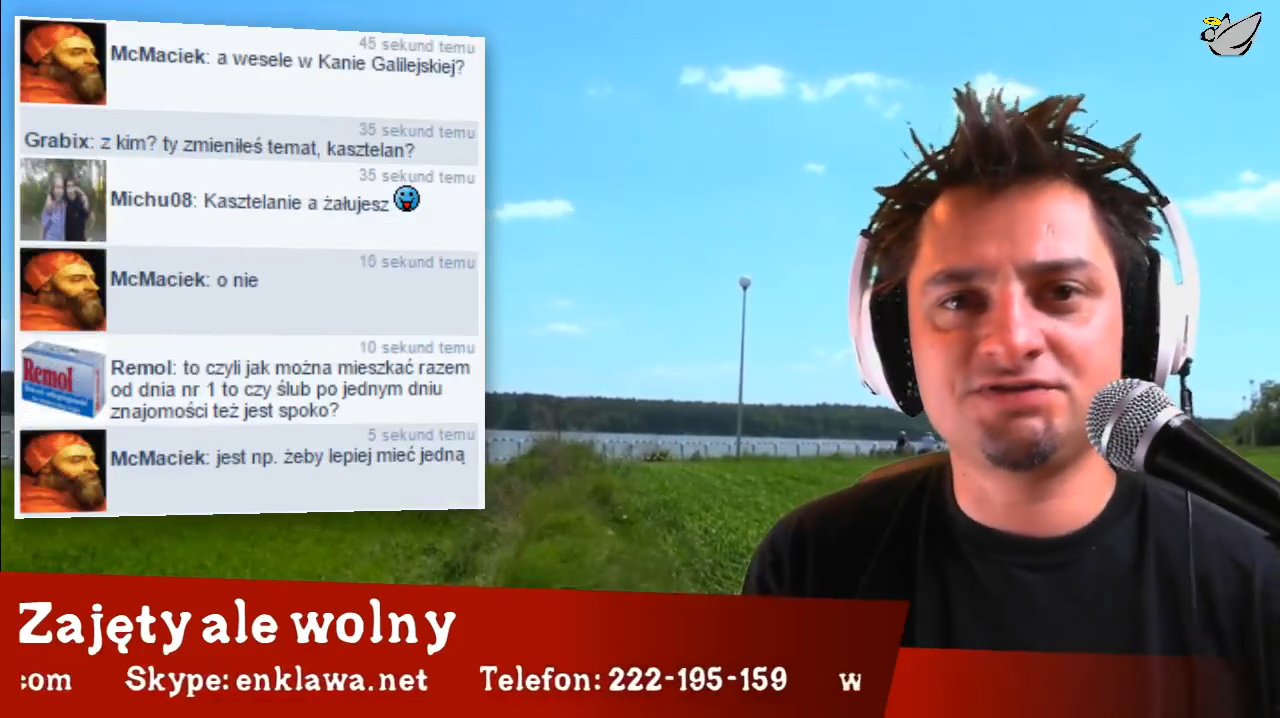 45 sekund temu
McMaciek: a wesele w Kanie Galilejskiej?
35 sekund temu
Grabix: z kim? ty zmieniłeś temat, kasztelan?
35 sekund temu
Michu08: Kasztelanie a żałujesz
16 sekund temu
McMaciek: o nie
10 sekund temu
Remol: to czyli jak można mieszkać razem
od dnia nr 1 to czy ślub po jednym dniu
znajomości też jest spoko?
Remol
5 sekund temu
McMaciek: jest np. żeby lepiej mieć jedną
Zajęty ale wolny
com Skype: enklawa.net Telefon: 222-195-159 w